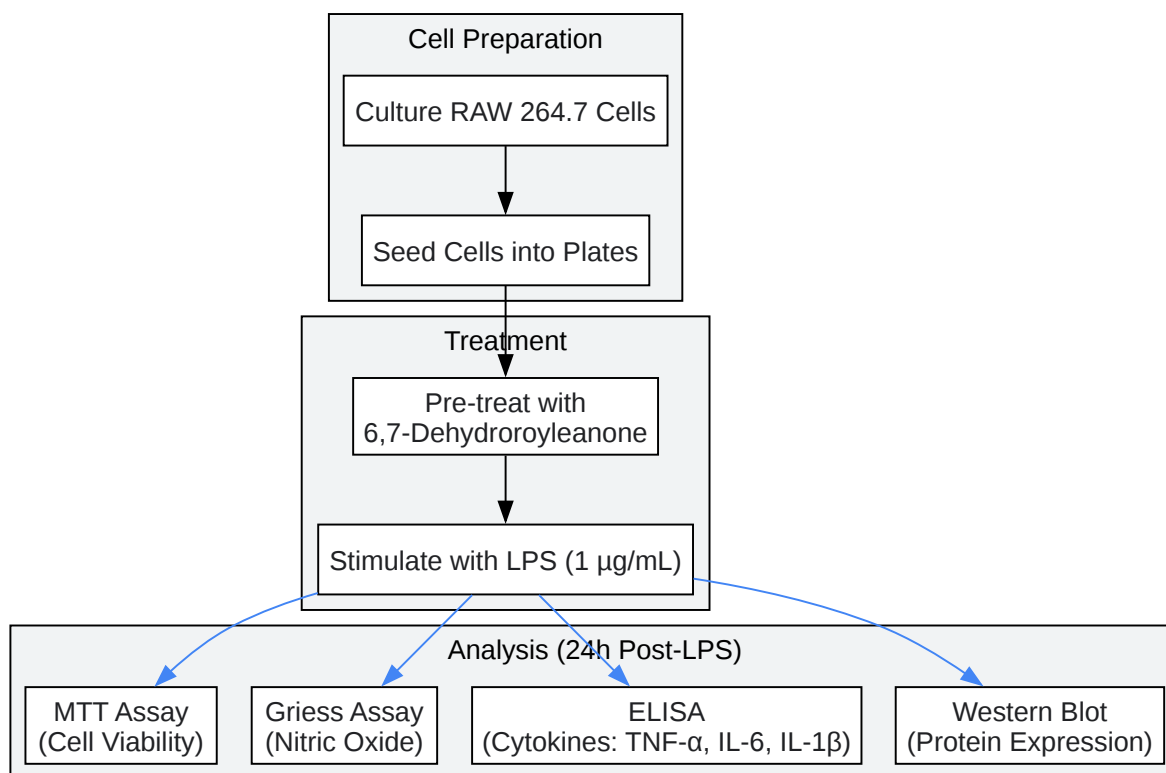 Cell Preparation
Culture RAW 264.7 Cells
Seed Cells into Plates
Treatment
Pre-treat with
6,7-Dehydroroyleanone
Stimulate with LPS (1 µg/mL)
Analysis (24h Post-LPS)
MTT Assay
(Cell Viability)
Griess Assay
(Nitric Oxide)
ELISA
(Cytokines: TNF-α, IL-6, IL-1β)
Western Blot
(Protein Expression)